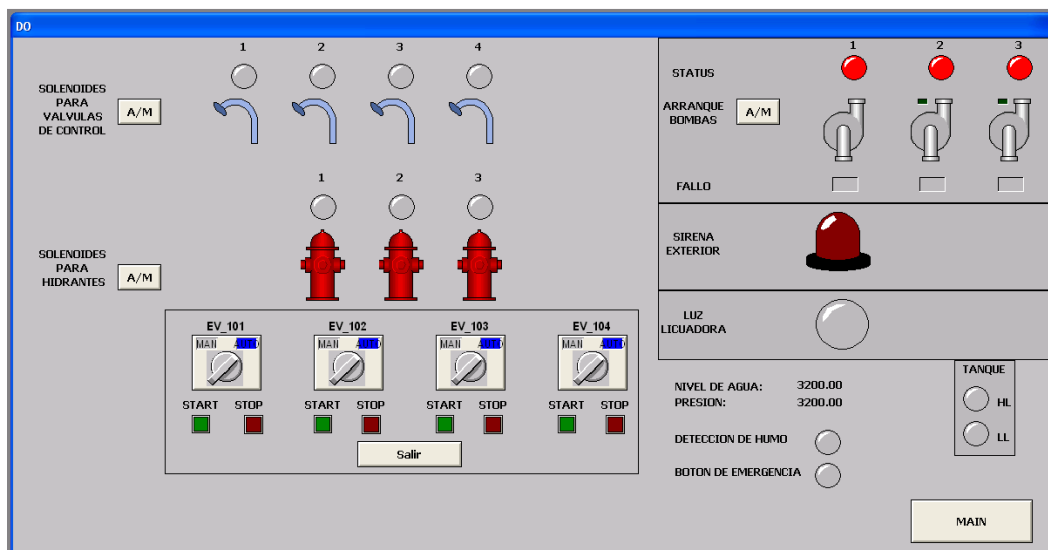 DO
1 2 3 4
SOLENOIDES
PARA
VALVULAS
DE CONTROL
A/M
1 2 3
SOLENOIDES
PARA
HIDRANTES
A/M
EV_101 EV_102 EV_103 EV_104
MAN AUTO MAN AUTO MAN AUTO MAN AUTO
START STOP START STOP START STOP START STOP
Salir
1 2 3
STATUS
ARRANQUE
BOMBAS
A/M
FALLO
SIRENA
EXTERIOR
LUZ
LICUADORA
NIVEL DE AGUA: 3200.00
PRESION: 3200.00
DETECCION DE HUMO
BOTON DE EMERGENCIA
TANQUE
HL
LL
MAIN